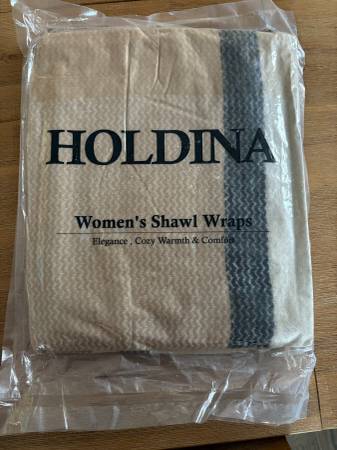 HOLDINA
Women's Shawl Wraps
Elegance , Cozy Warmth & Comfort